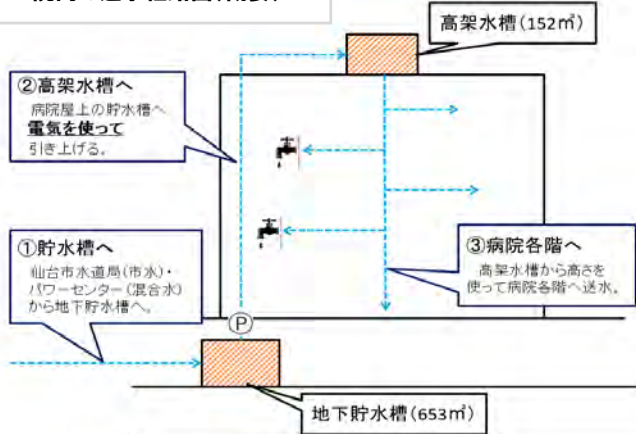 高架水槽(152㎥)
②高架水槽へ
病院屋上の貯水槽へ
電気を使って
引き上げる。
①貯水槽へ
仙台市水道局(市水)・
パワーセンター(混合水)
から地下貯水槽へ。
③病院各階へ
高架水槽から高さを
使って病院各階へ送水。
P
地下貯水槽(653㎥)